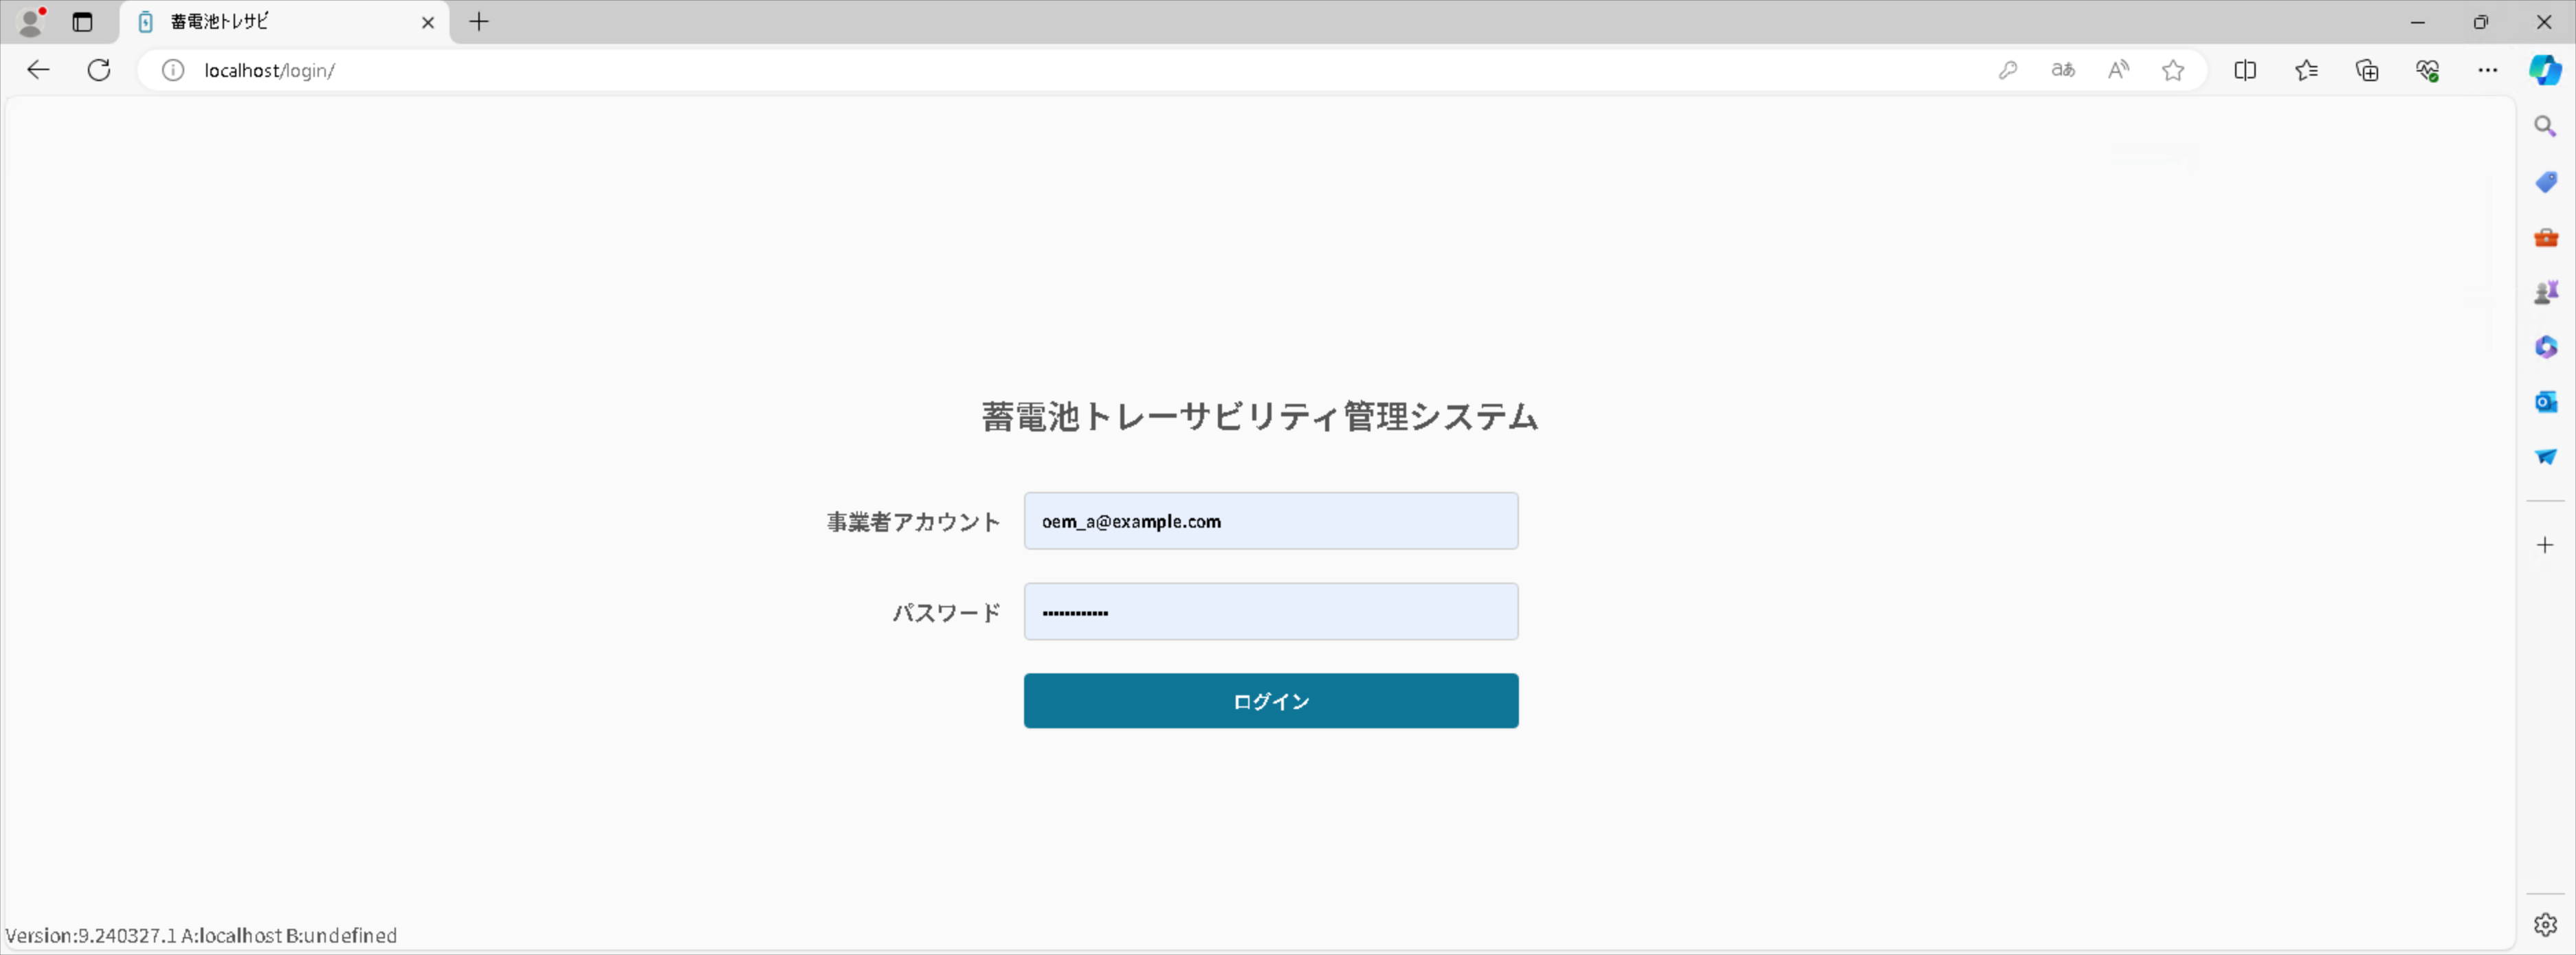 蓄電池トレサビ
localhost/login/
aあ
蓄電池トレーサビリティ管理システム
事業者アカウント
oem_a@example.com
パスワード
ログイン
Version:9.240327.1 A:localhost B:undefined